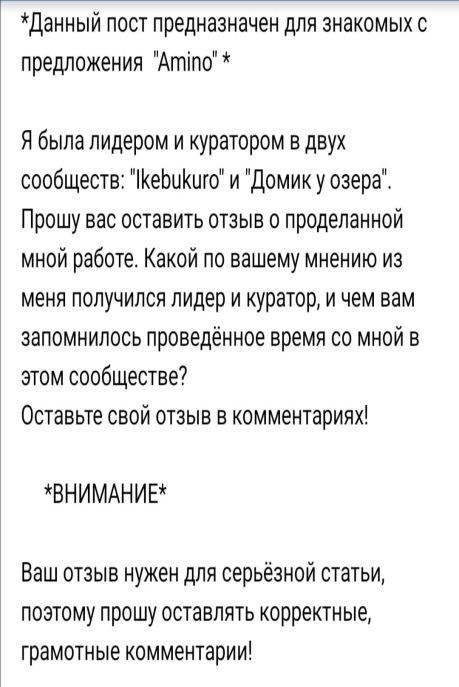 *Данный пост предназначен для знакомых с
предложения "Amino" *
Я была лидером и куратором в двух
сообществ: "Ikebukuro" и "Домик у озера".
Прошу вас оставить отзыв о проделанной
мной работе. Какой по вашему мнению из
меня получился лидер и куратор, и чем вам
запомнилось проведённое время со мной в
этом сообществе?
Оставьте свой отзыв в комментариях!
*ВНИМАНИЕ*
Ваш отзыв нужен для серьёзной статьи,
поэтому прошу оставлять корректные,
грамотные комментарии!